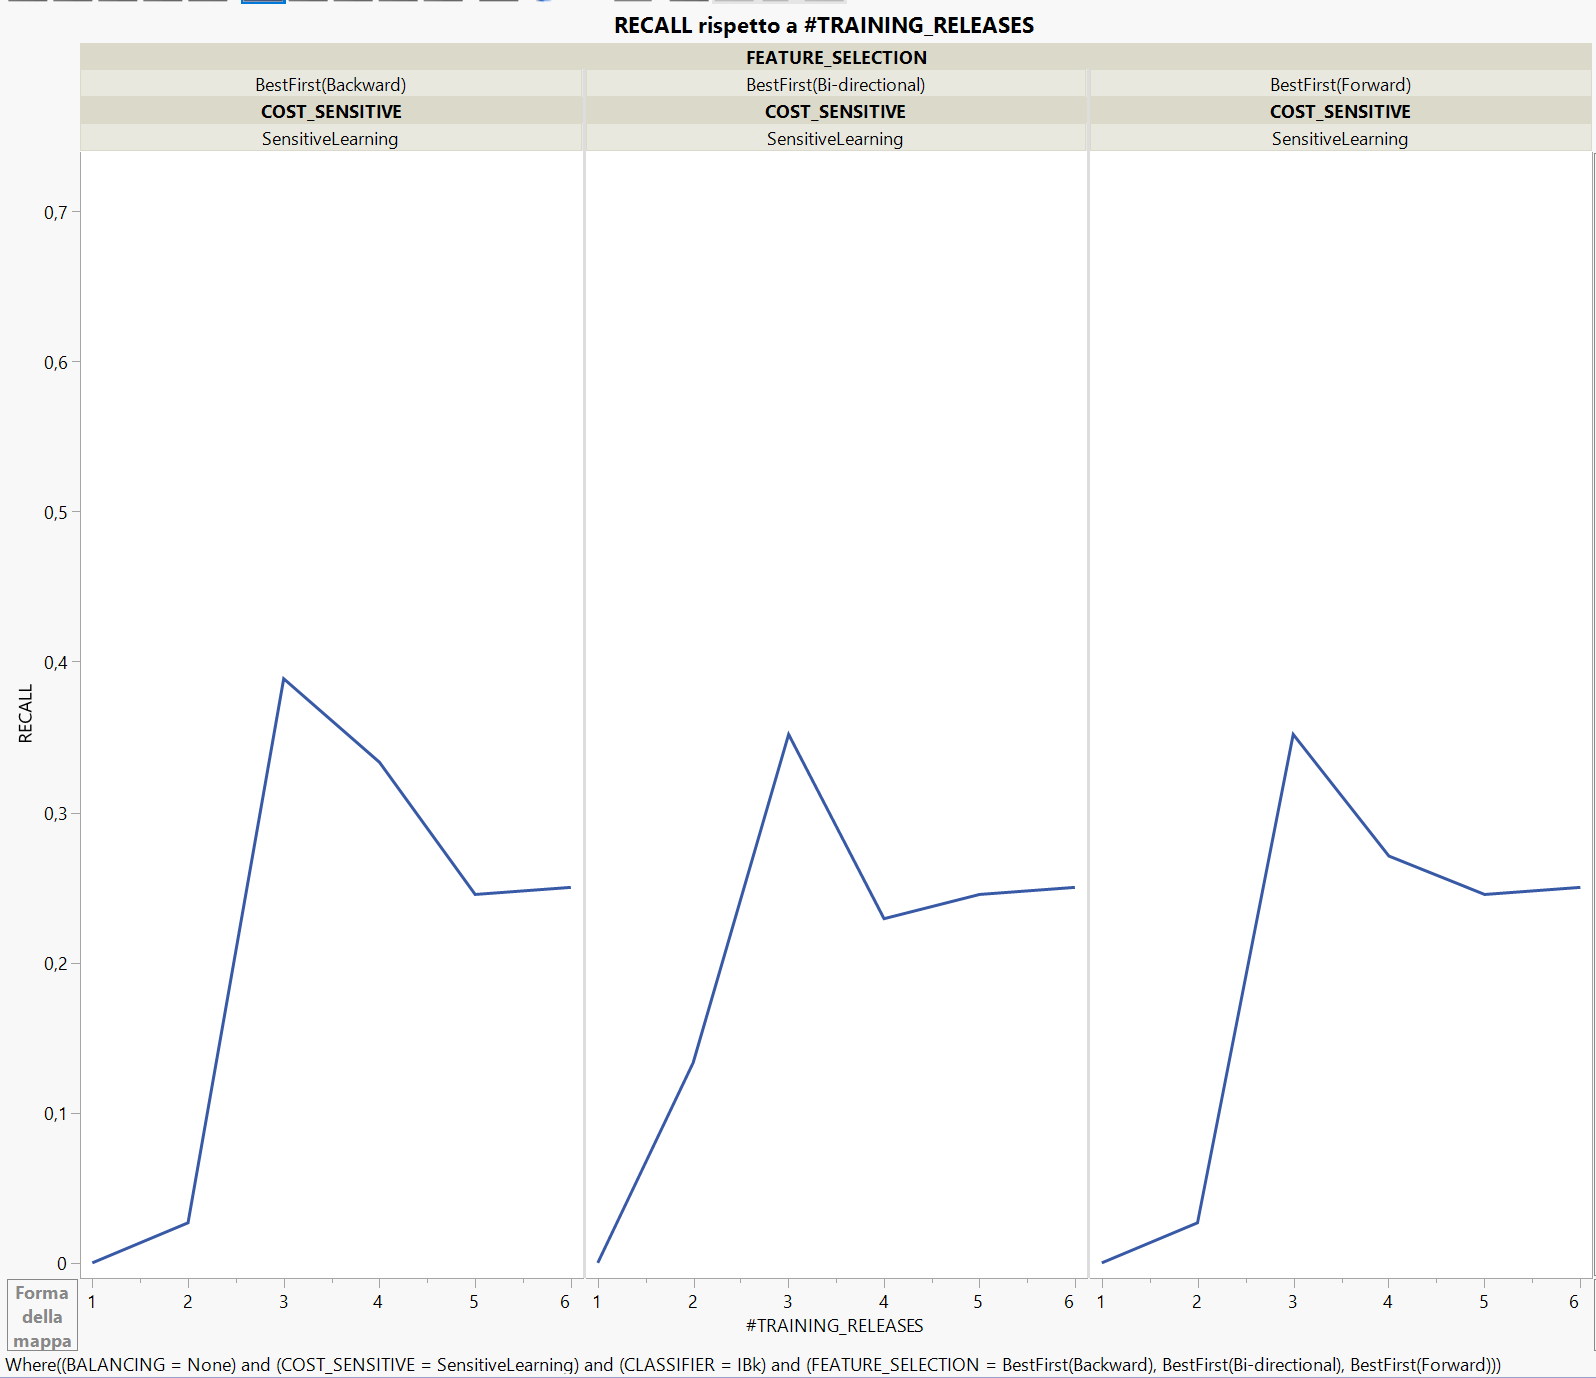 RECALL rispetto a #TRAINING_RELEASES
FEATURE_SELECTION
BestFirst(Backward) BestFirst(Bi-directional) BestFirst(Forward)
COST_SENSITIVE COST_SENSITIVE COST_SENSITIVE
SensitiveLearning SensitiveLearning SensitiveLearning
0,7
0,6
0,5
0,4
RECALL
0,3
0,2
0,1
0
1 2 3 4 5 6 1 2 3 4 5 6 1 2 3 4 5 6
#TRAINING_RELEASES
Forma
della
mappa
Where((BALANCING = None) and (COST_SENSITIVE = SensitiveLearning) and (CLASSIFIER = IBk) and (FEATURE_SELECTION = BestFirst(Backward), BestFirst(Bi-directional), BestFirst(Forward)))